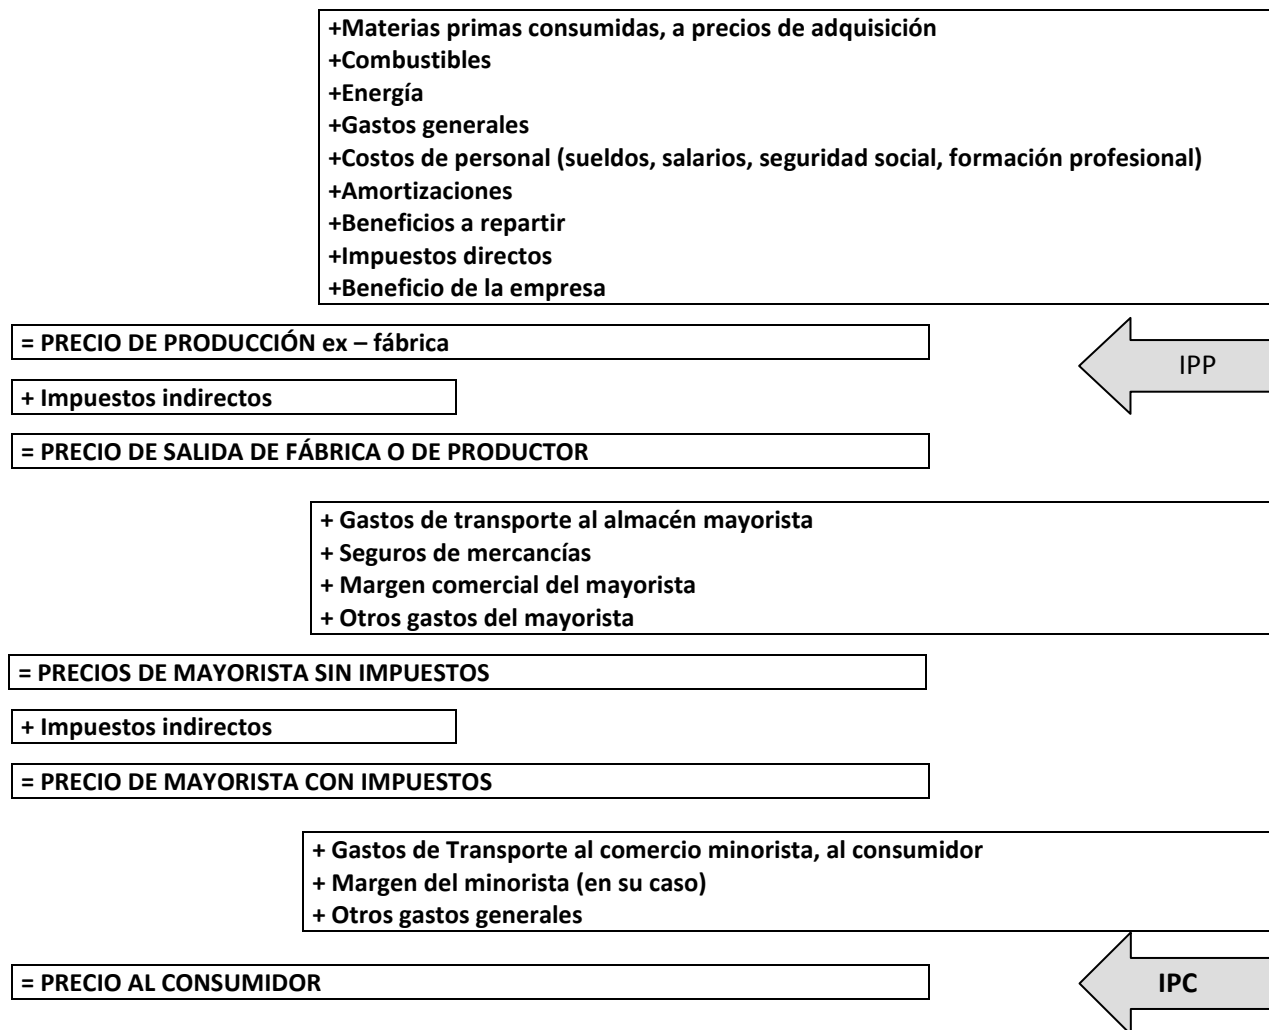 +Materias primas consumidas, a precios de adquisición
+Combustibles
+Energía
+Gastos generales
+Costos de personal (sueldos, salarios, seguridad social, formación profesional)
+Amortizaciones
+Beneficios a repartir
+Impuestos directos
+Beneficio de la empresa
= PRECIO DE PRODUCCIÓN ex – fábrica
IPP
+ Impuestos indirectos
= PRECIO DE SALIDA DE FÁBRICA O DE PRODUCTOR
+ Gastos de transporte al almacén mayorista
+ Seguros de mercancías
+ Margen comercial del mayorista
+ Otros gastos del mayorista
= PRECIOS DE MAYORISTA SIN IMPUESTOS
+ Impuestos indirectos
= PRECIO DE MAYORISTA CON IMPUESTOS
+ Gastos de Transporte al comercio minorista, al consumidor
+ Margen del minorista (en su caso)
+ Otros gastos generales
= PRECIO AL CONSUMIDOR
IPC